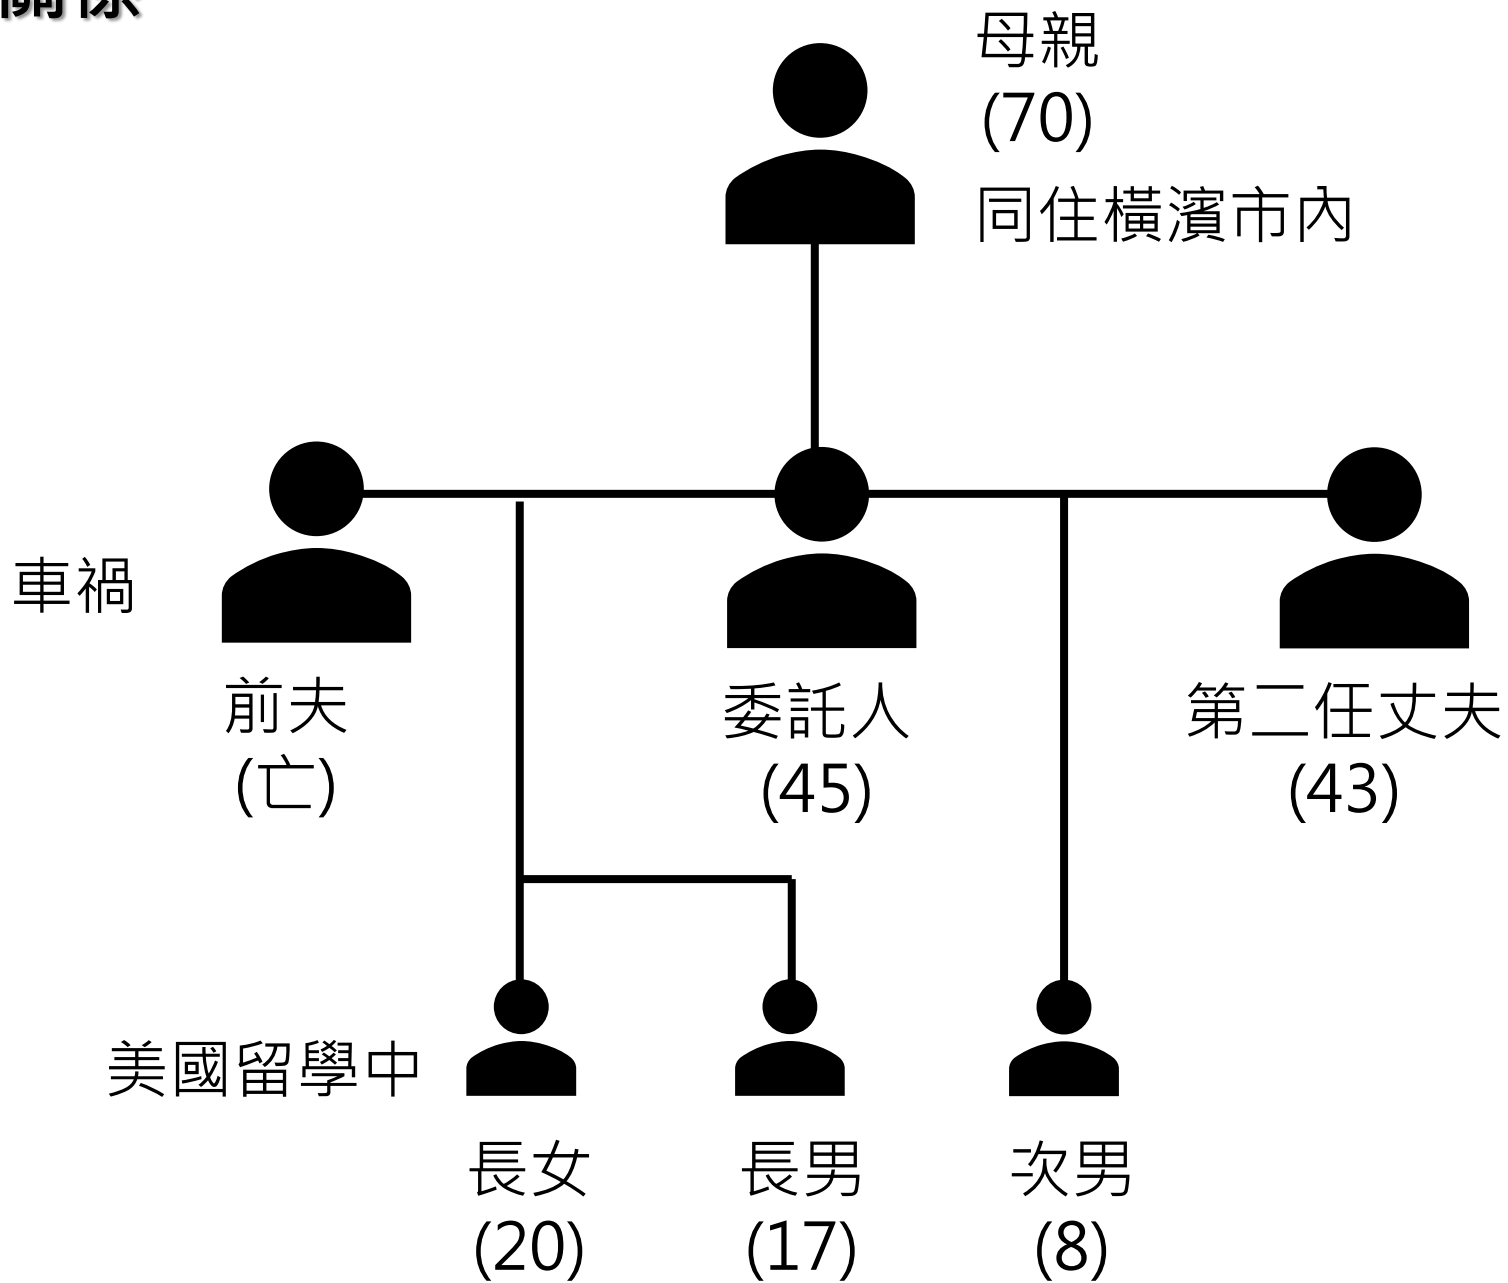 關係
母親
(70)
同住橫濱市內
車禍
前夫
(亡)
委託人
(45)
第二任丈夫
(43)
美國留學中
長女
(20)
長男
(17)
次男
(8)